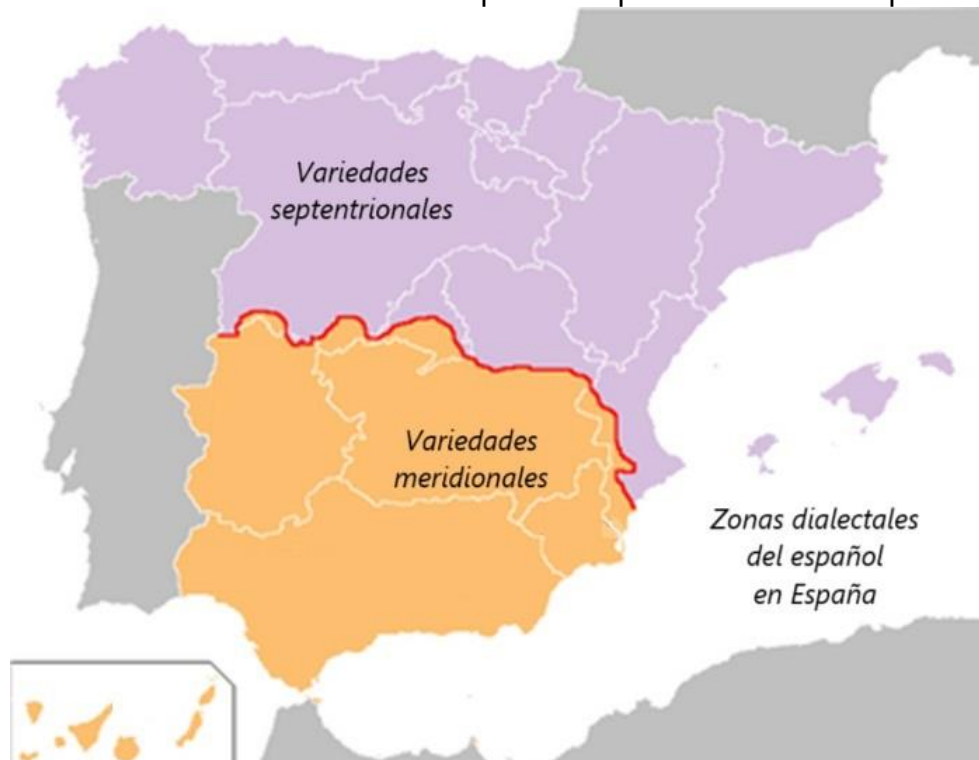 Variedades
septentrionales
Variedades
meridionales
Zonas dialectales
del español
en España